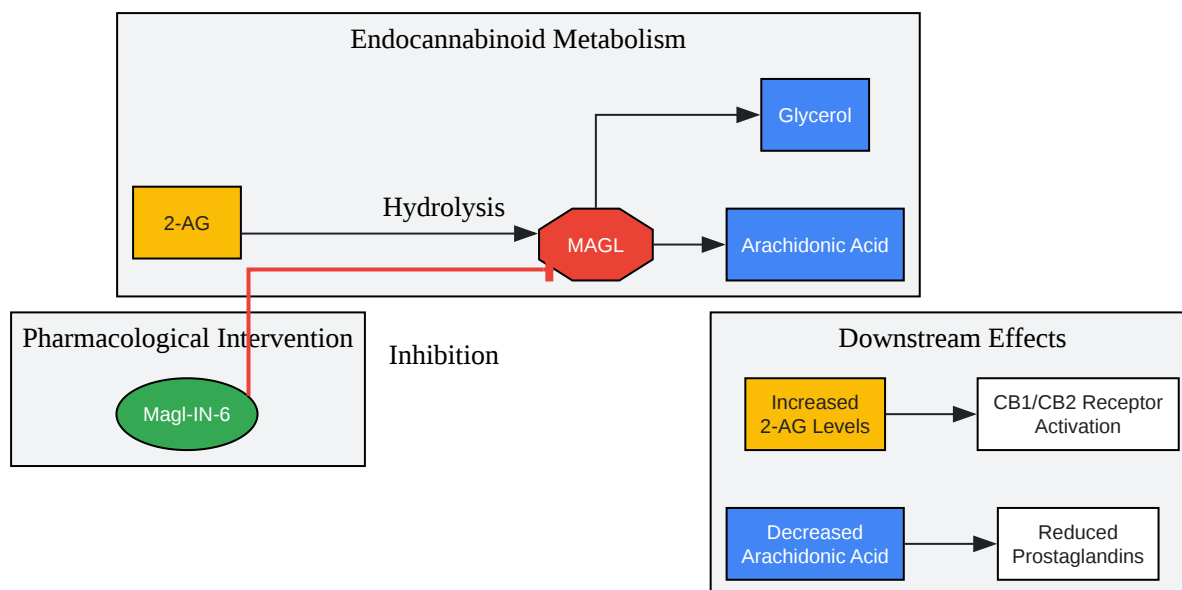 Endocannabinoid Metabolism
Glycerol
2-AG
Hydrolysis
MAGL
Arachidonic Acid
Pharmacological Intervention
Inhibition
Magl-IN-6
Downstream Effects
Increased
2-AG Levels
CB1/CB2 Receptor
Activation
Decreased
Arachidonic Acid
Reduced
Prostaglandins